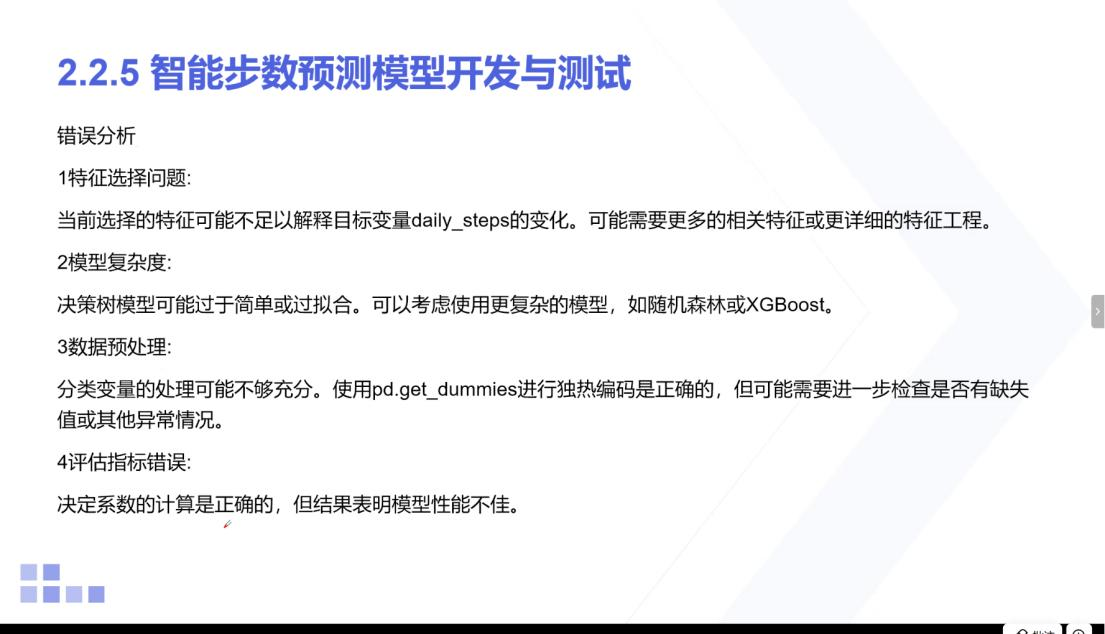 2.2.5 智能步数预测模型开发与测试
错误分析
1特征选择问题:
当前选择的特征可能不足以解释目标变量daily_steps的变化。可能需要更多的相关特征或更详细的特征工程。
2模型复杂度:
决策树模型可能过于简单或过拟合。可以考虑使用更复杂的模型，如随机森林或XGBoost。
3数据预处理:
分类变量的处理可能不够充分。使用pd.get_dummies进行独热编码是正确的，但可能需要进一步检查是否有缺失
值或其他异常情况。
4评估指标错误:
决定系数的计算是正确的，但结果表明模型性能不佳。